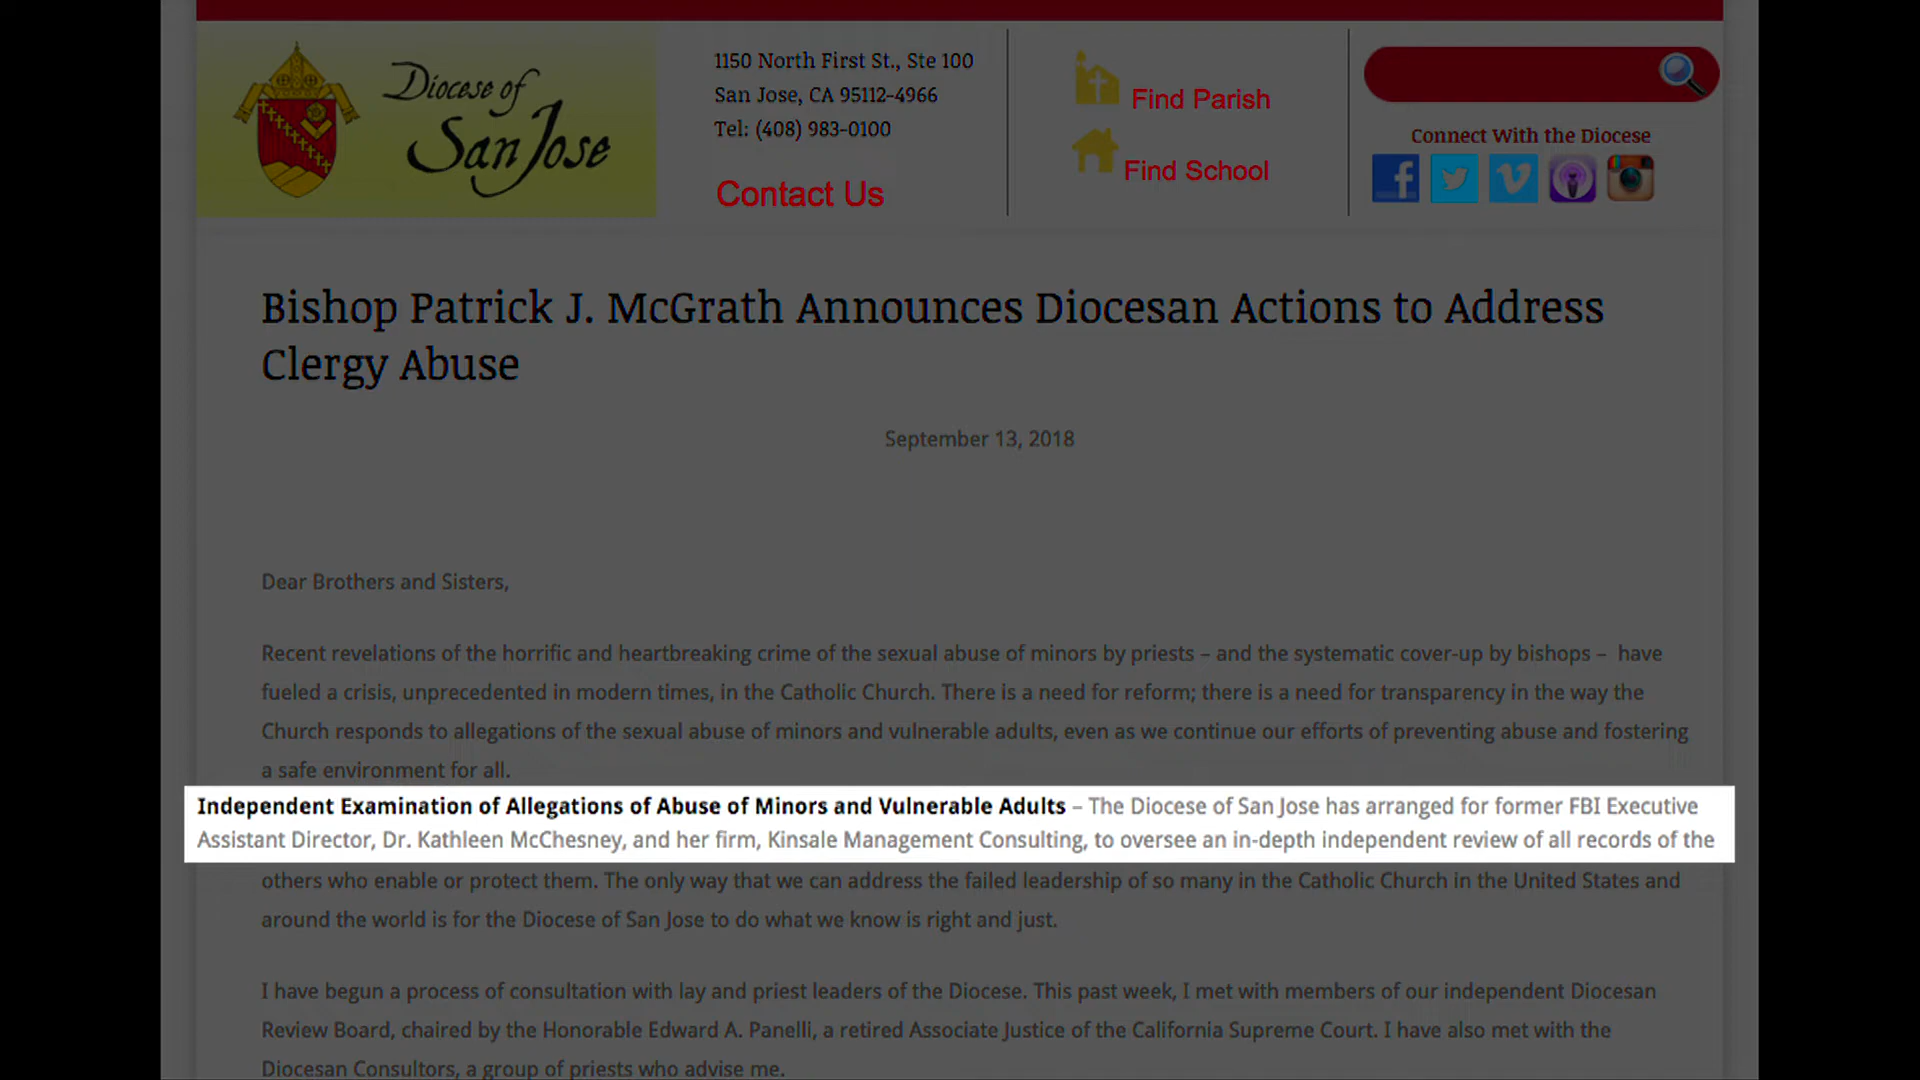 Diocese of
San Jose
1150 North First St., Ste 100
San Jose, CA 95112-4966
Tel: (408) 983-0100
Contact Us
Find Parish
Find School
Connect With the Diocese
Bishop Patrick J. McGrath Announces Diocesan Actions to Address
Clergy Abuse
September 13, 2018
Dear Brothers and Sisters,
Recent revelations of the horrific and heartbreaking crime of the sexual abuse of minors by priests – and the systematic cover-up by bishops – have
fueled a crisis, unprecedented in modern times, in the Catholic Church. There is a need for reform; there is a need for transparency in the way the
Church responds to allegations of the sexual abuse of minors and vulnerable adults, even as we continue our efforts of preventing abuse and fostering
a safe environment for all.
Independent Examination of Allegations of Abuse of Minors and Vulnerable Adults – The Diocese of San Jose has arranged for former FBI Executive
Assistant Director, Dr. Kathleen McChesney, and her firm, Kinsale Management Consulting, to oversee an in-depth independent review of all records of the
others who enable or protect them. The only way that we can address the failed leadership of so many in the Catholic Church in the United States and
around the world is for the Diocese of San Jose to do what we know is right and just.
I have begun a process of consultation with lay and priest leaders of the Diocese. This past week, I met with members of our independent Diocesan
Review Board, chaired by the Honorable Edward A. Panelli, a retired Associate Justice of the California Supreme Court. I have also met with the
Diocesan Consultors, a group of priests who advise me.